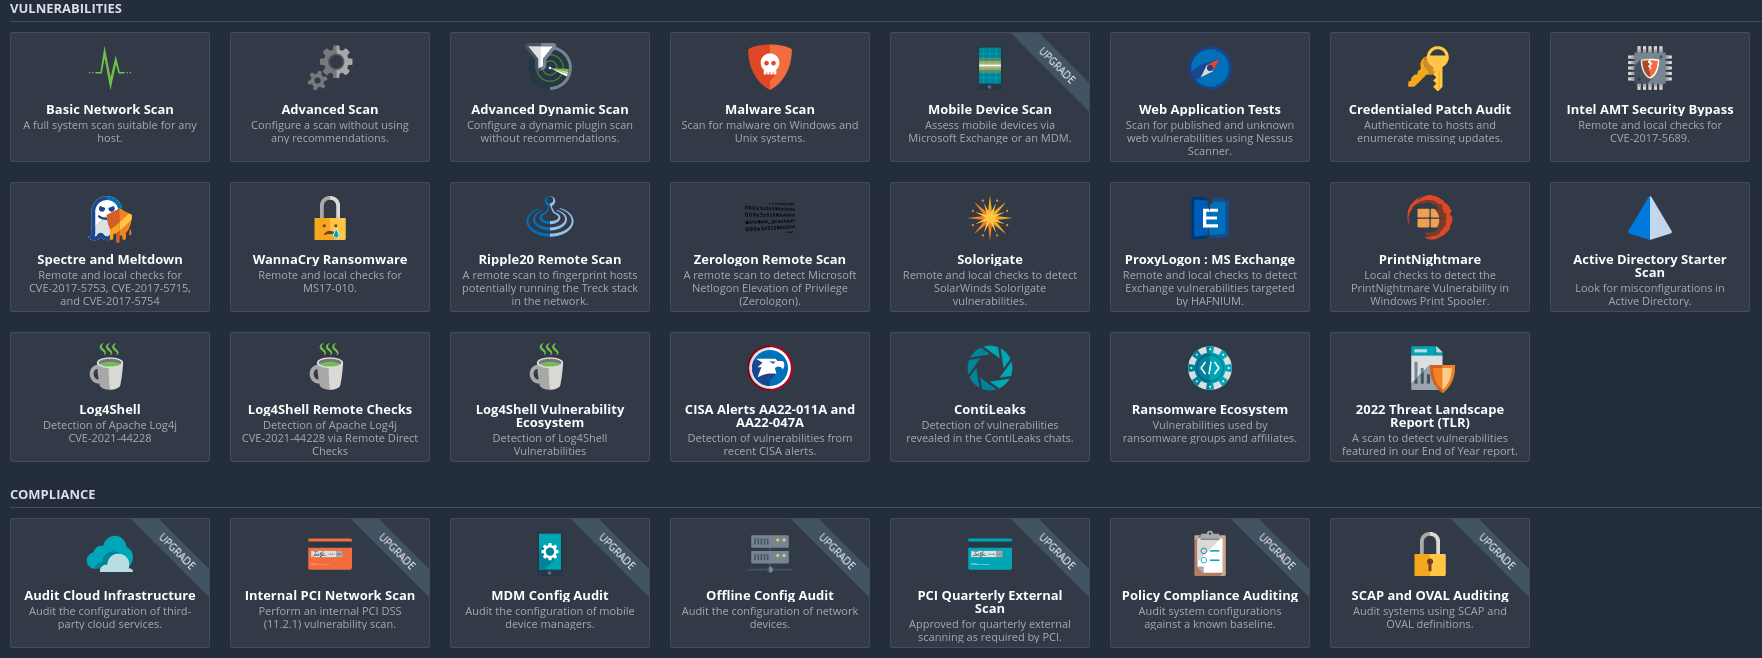 VULNERABILITIES
Basic Network Scan
A full system scan suitable for any
host.
Advanced Scan
Configure a scan without using
any recommendations.
Advanced Dynamic Scan
Configure a dynamic plugin scan
without recommendations.
Malware Scan
Scan for malware on Windows and
Unix systems.
UPGRADE
Mobile Device Scan
Assess mobile devices via
Microsoft Exchange or an MDM.
Web Application Tests
Scan for published and unknown
web vulnerabilities using Nessus
Scanner.
Credentialed Patch Audit
Authenticate to hosts and
enumerate missing updates.
Intel AMT Security Bypass
Remote and local checks for
CVE-2017-5689.
Spectre and Meltdown
Remote and local checks for
CVE-2017-5753, CVE-2017-5715,
and CVE-2017-5754
WannaCry Ransomware
Remote and local checks for
MS17-010.
Ripple20 Remote Scan
A remote scan to fingerprint hosts
potentially running the Treck stack
in the network.
Zerologon Remote Scan
A remote scan to detect Microsoft
Netlogon Elevation of Privilege
(Zerologon).
Solorigate
Remote and local checks to detect
SolarWinds Solorigate
vulnerabilities.
E
ProxyLogon : MS Exchange
Remote and local checks to detect
Exchange vulnerabilities targeted
by HAFNIUM.
PrintNightmare
Local checks to detect the
PrintNightmare Vulnerability in
Windows Print Spooler.
Active Directory Starter
Scan
Look for misconfigurations in
Active Directory.
Log4Shell
Detection of Apache Log4j
CVE-2021-44228
Log4Shell Remote Checks
Detection of Apache Log4j
CVE-2021-44228 via Remote Direct
Checks
Log4Shell Vulnerability
Ecosystem
Detection of Log4Shell
Vulnerabilities
CISA Alerts AA22-011A and
AA22-047A
Detection of vulnerabilities from
recent CISA alerts.
ContiLeaks
Detection of vulnerabilities
revealed in the ContiLeaks chats.
</>
Ransomware Ecosystem
Vulnerabilities used by
ransomware groups and affiliates.
2022 Threat Landscape
Report (TLR)
A scan to detect vulnerabilities
featured in our End of Year report.
COMPLIANCE
UPGRADE
Audit Cloud Infrastructure
Audit the configuration of third-
party cloud services.
UPGRADE
Internal PCI Network Scan
Perform an internal PCI DSS
(11.2.1) vulnerability scan.
UPGRADE
MDM Config Audit
Audit the configuration of mobile
device managers.
UPGRADE
Offline Config Audit
Audit the configuration of network
devices.
UPGRADE
PCI Quarterly External
Scan
Approved for quarterly external
scanning as required by PCI.
UPGRADE
Policy Compliance Auditing
Audit system configurations
against a known baseline.
UPGRADE
SCAP and OVAL Auditing
Audit systems using SCAP and
OVAL definitions.